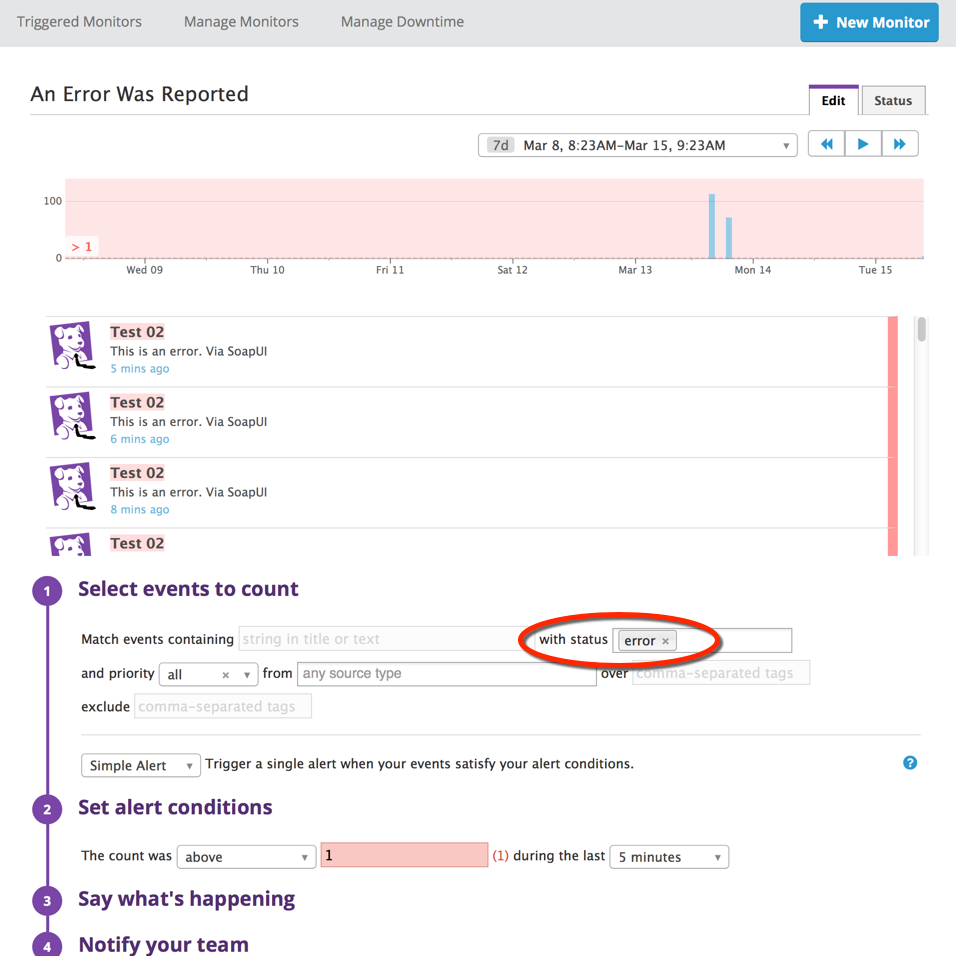 Triggered Monitors Manage Monitors Manage Downtime + New Monitor
An Error Was Reported Edit Status
7d Mar 8, 8:23AM–Mar 15, 9:23AM
100
> 1
0
Wed 09 Thu 10 Fri 11 Sat 12 Mar 13 Mon 14 Tue 15
Test 02
This is an error. Via SoapUI
5 mins ago
Test 02
This is an error. Via SoapUI
6 mins ago
Test 02
This is an error. Via SoapUI
8 mins ago
Test 02
1 Select events to count
Match events containing string in title or text with status error ×
and priority all × from any source type over comma-separated tags
exclude comma-separated tags
Simple Alert Trigger a single alert when your events satisfy your alert conditions. ?
2 Set alert conditions
The count was above 1 (1) during the last 5 minutes
3 Say what's happening
4 Notify your team